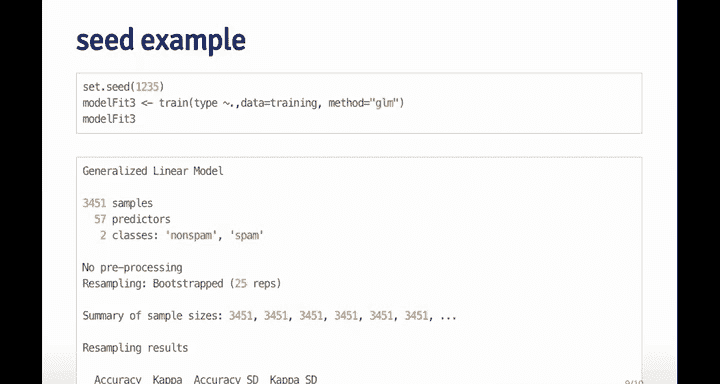 seed example
set.seed(1235)
modelFit3 <- train(type ~.,data=training, method="glm")
modelFit3
Generalized Linear Model
3451 samples
57 predictors
2 classes: 'nonspam', 'spam'
No pre-processing
Resampling: Bootstrapped (25 reps)
Summary of sample sizes: 3451, 3451, 3451, 3451, 3451, 3451, ...
Resampling results
Accuracy Kappa Accuracy SD Kappa SD